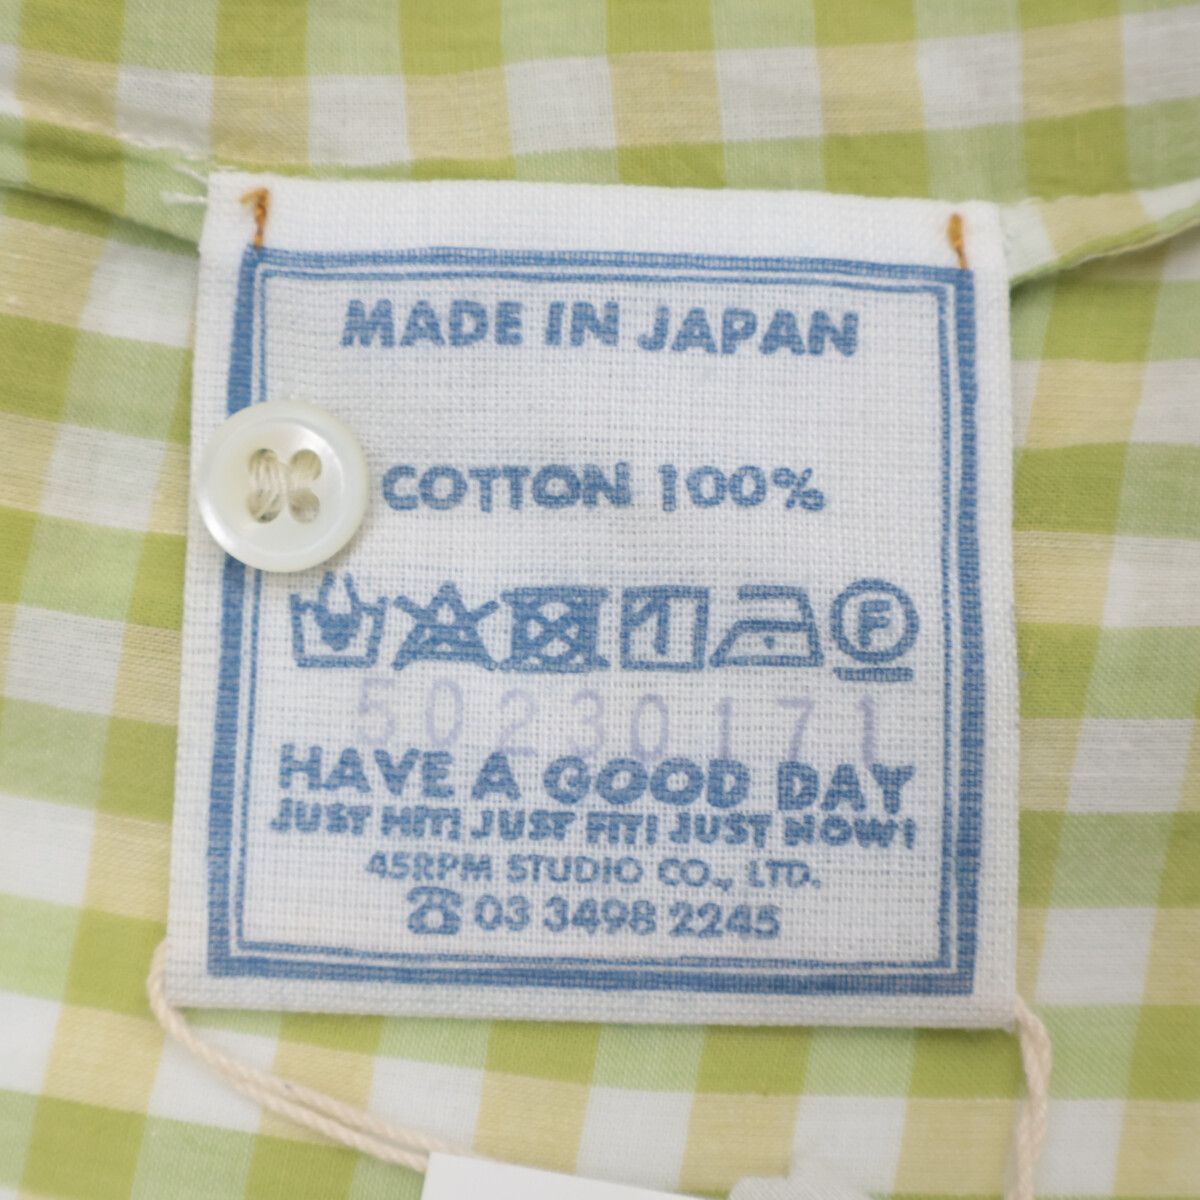 MADE IN JAPAN
COTTON 100%
F
50230171
HAVE A GOOD DAY
JUST HIT! JUST FIT! JUST NOW!
45RPM STUDIO CO., LTD.
☎ 03 3498 2245